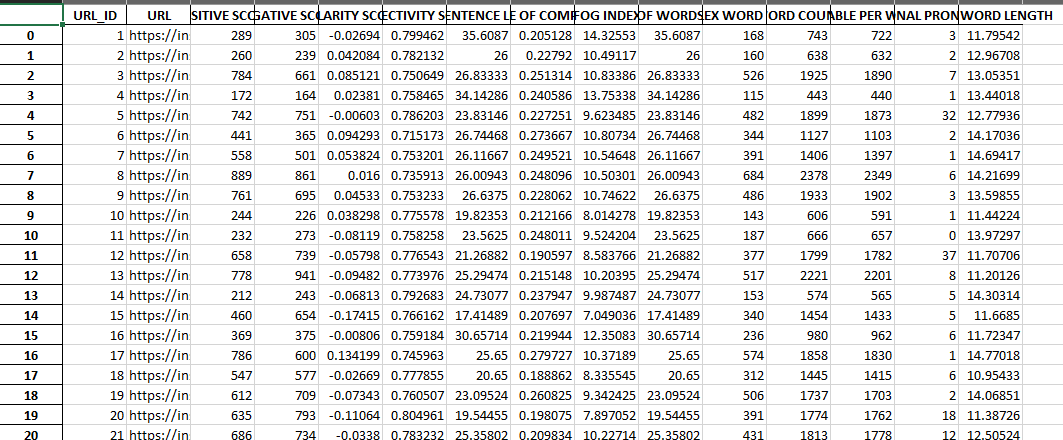 URL_ID URL SITIVE SCO GATIVE SCO LARITY SCO ECTIVITY S ENTENCE LE E OF COMP FOG INDEX OF WORDS EX WORD ORD COU ABLE PER W NAL PRON WORD LENGTH
0 1 https://in 289 305 -0.02694 0.799462 35.6087 0.205128 14.32553 35.6087 168 743 722 3 11.79542
1 2 https://in 260 239 0.042084 0.782132 26 0.22792 10.49117 26 160 638 632 2 12.96708
2 3 https://in 784 661 0.085121 0.750649 26.83333 0.251314 10.83386 26.83333 526 1925 1890 7 13.05351
3 4 https://in 172 164 0.02381 0.758465 34.14286 0.240586 13.75338 34.14286 115 443 440 1 13.44018
4 5 https://in 742 751 -0.00603 0.786203 23.83146 0.227251 9.623485 23.83146 482 1899 1873 32 12.77936
5 6 https://in 441 365 0.094293 0.715173 26.74468 0.273667 10.80734 26.74468 344 1127 1103 2 14.17036
6 7 https://in 558 501 0.053824 0.753201 26.11667 0.249521 10.54648 26.11667 391 1406 1397 1 14.69417
7 8 https://in 889 861 0.016 0.735913 26.00943 0.248096 10.50301 26.00943 684 2378 2349 6 14.21699
8 9 https://in 761 695 0.04533 0.753233 26.6375 0.228062 10.74622 26.6375 486 1933 1902 3 13.59855
9 10 https://in 244 226 0.038298 0.775578 19.82353 0.212166 8.014278 19.82353 143 606 591 1 11.44224
10 11 https://in 232 273 -0.08119 0.758258 23.5625 0.248011 9.524204 23.5625 187 666 657 0 13.97297
11 12 https://in 658 739 -0.05798 0.776543 21.26882 0.190597 8.583766 21.26882 377 1799 1782 37 11.70706
12 13 https://in 778 941 -0.09482 0.773976 25.29474 0.215148 10.20395 25.29474 517 2221 2201 8 11.20126
13 14 https://in 212 243 -0.06813 0.792683 24.73077 0.237947 9.987487 24.73077 153 574 565 5 14.30314
14 15 https://in 460 654 -0.17415 0.766162 17.41489 0.207697 7.049036 17.41489 340 1454 1433 5 11.6685
15 16 https://in 369 375 -0.00806 0.759184 30.65714 0.219944 12.35083 30.65714 236 980 962 6 11.72347
16 17 https://in 786 600 0.134199 0.745963 25.65 0.279727 10.37189 25.65 574 1858 1830 1 14.77018
17 18 https://in 547 577 -0.02669 0.777855 20.65 0.188862 8.335545 20.65 312 1445 1415 6 10.95433
18 19 https://in 612 709 -0.07343 0.760507 23.09524 0.260825 9.342425 23.09524 506 1737 1703 2 14.06851
19 20 https://in 635 793 -0.11064 0.804961 19.54455 0.198075 7.897052 19.54455 391 1774 1762 18 11.38726
20 21 https://in 686 734 -0.0338 0.783232 25.35802 0.209834 10.22714 25.35802 431 1813 1778 12 12.50524